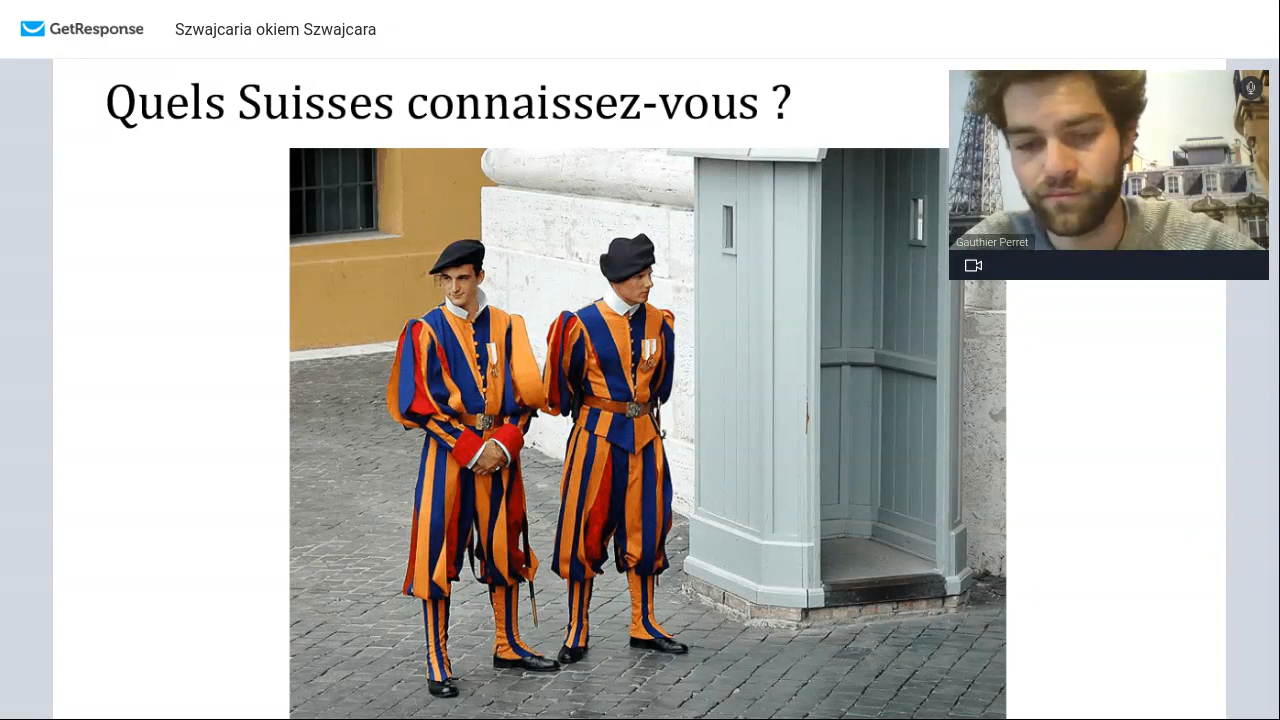 GetResponse
Szwajcaria okiem Szwajcara
Quels Suisses connaissez-vous ?
Gauthier Perret